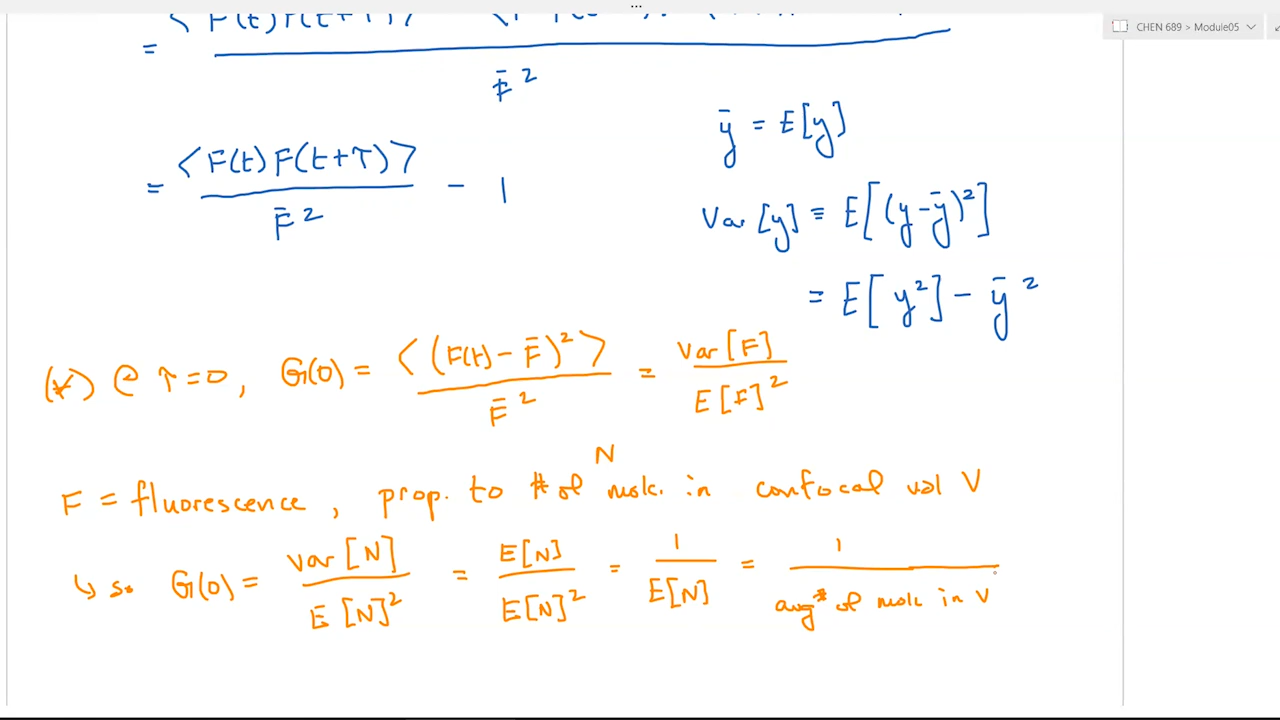 ...
CHEN 689 > Module05
=
F̄ ²
= <F(t)F(t+τ)> / F̄ ² - 1
ȳ = E[y]
Var [y] ≡ E[(y-ȳ)²]
= E[y²] - ȳ ²
(*) @ τ=0, G(0) = <(F(t) - F̄)²> / F̄ ² = Var [F] / E[F]²
N
F = fluorescence, prop. to # of molc. in confocal vol V
↳ so G(0) = Var [N] / E [N]² = E[N] / E[N]² = 1 / E[N] = 1 / avg # of molc in V